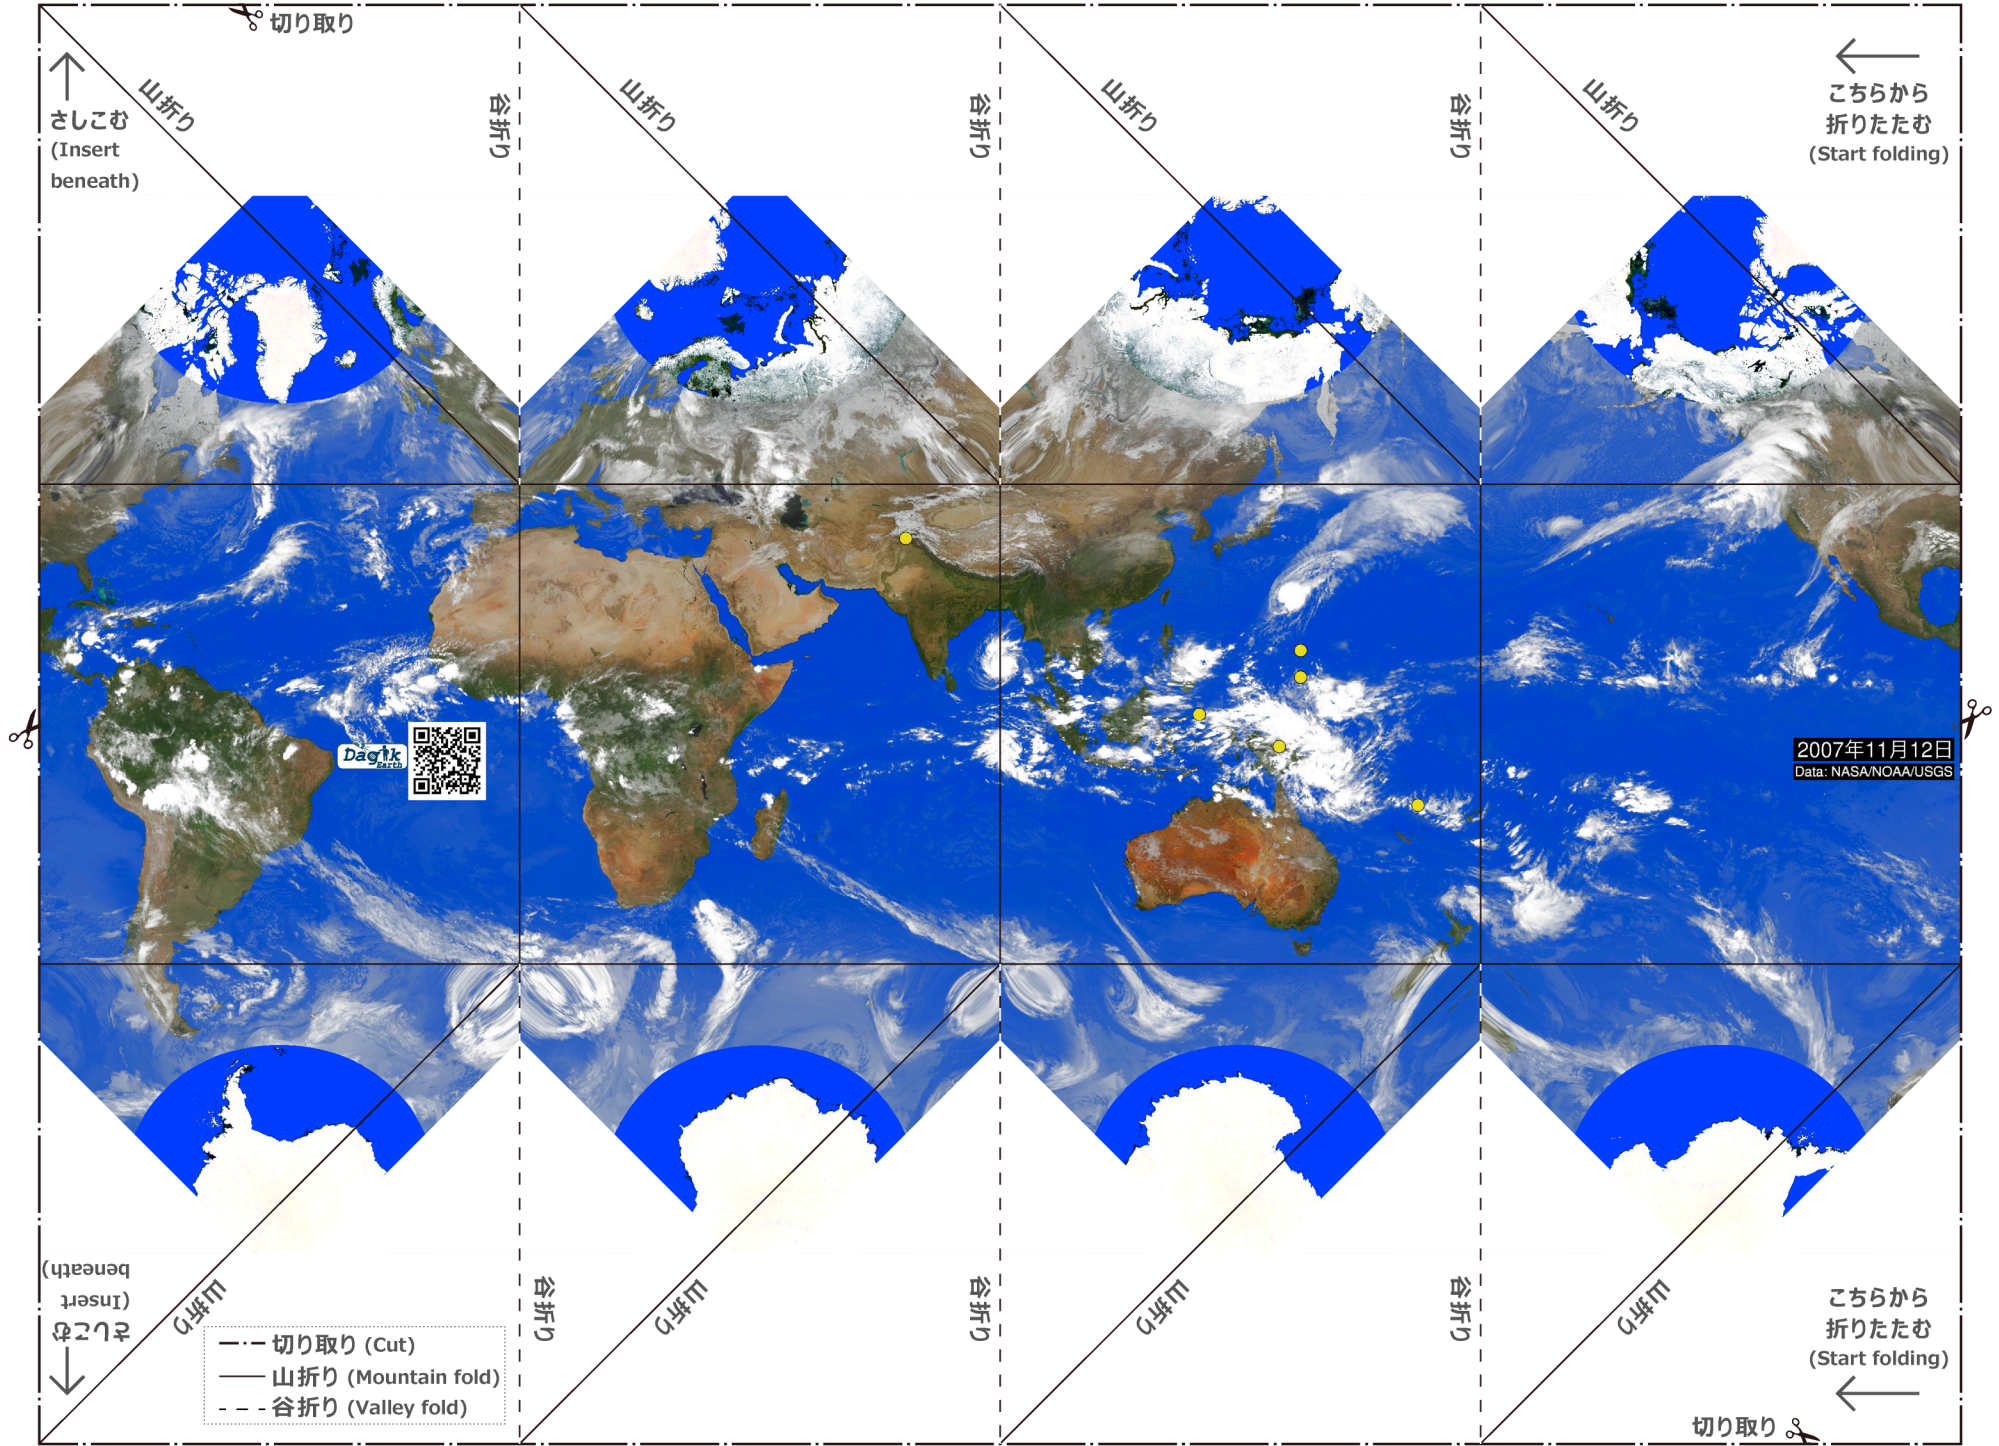 切り取り
山折り
山折り
山折り
山折り
谷折り
谷折り
谷折り
さしこむ
(Insert
beneath)
こちらから
折りたたむ
(Start folding)
Dagik
Earth
2007年11月12日
Data: NASA/NOAA/USGS
さしこむ
(Insert
beneath)
山折り
山折り
山折り
山折り
谷折り
谷折り
谷折り
こちらから
折りたたむ
(Start folding)
切り取り (Cut)
山折り (Mountain fold)
谷折り (Valley fold)
切り取り